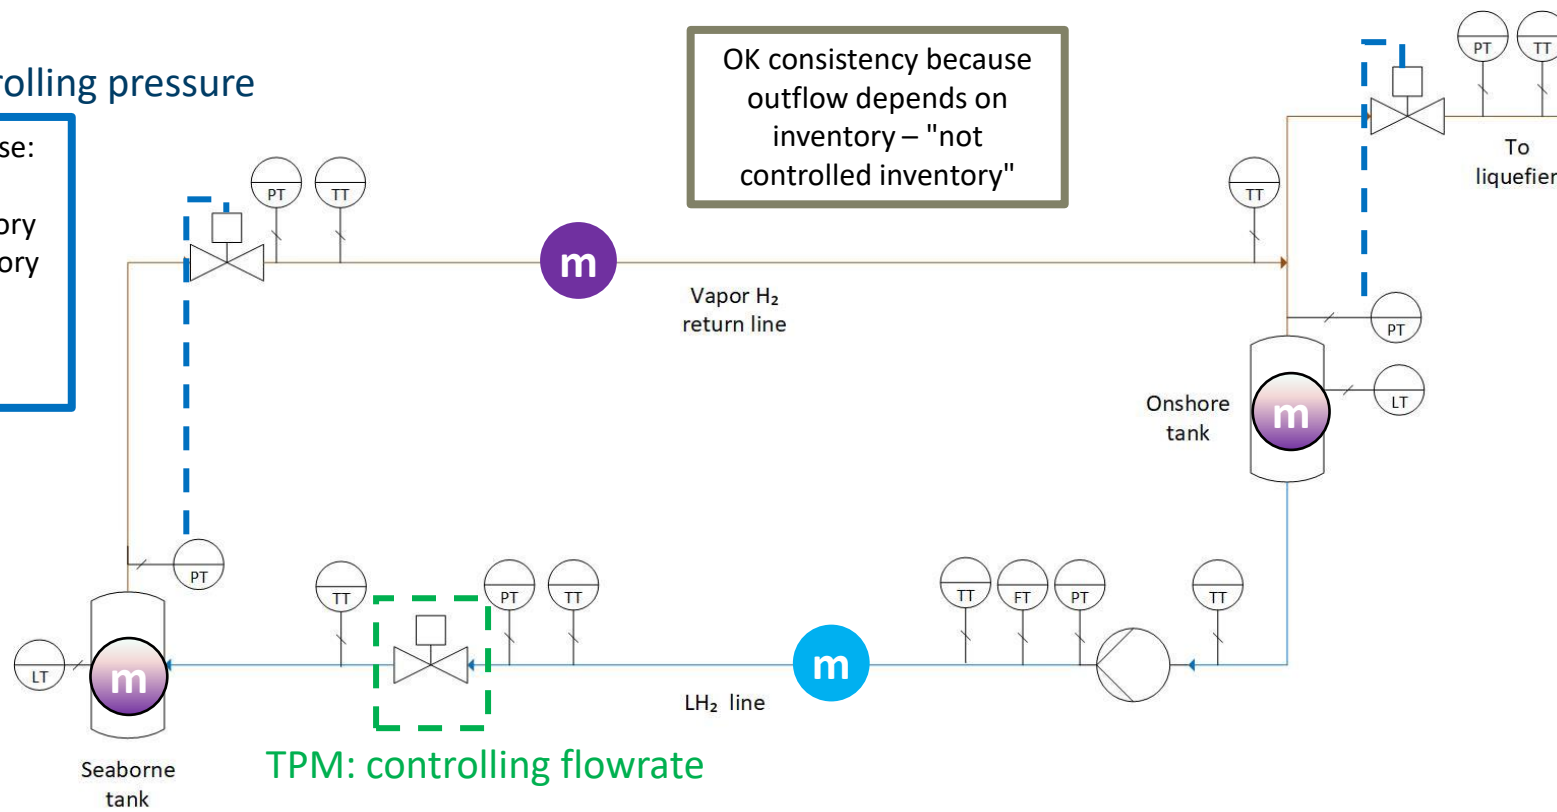 rolling pressure
se:
ory
ory
OK consistency because
outflow depends on
inventory – "not
controlled inventory"
PT
TT
To
liquefier
PT
TT
TT
m
Vapor H₂
return line
PT
LT
Onshore
tank
m
PT
TT
PT
TT
TT
FT
PT
TT
LT
m
m
LH₂ line
TPM: controlling flowrate
Seaborne
tank